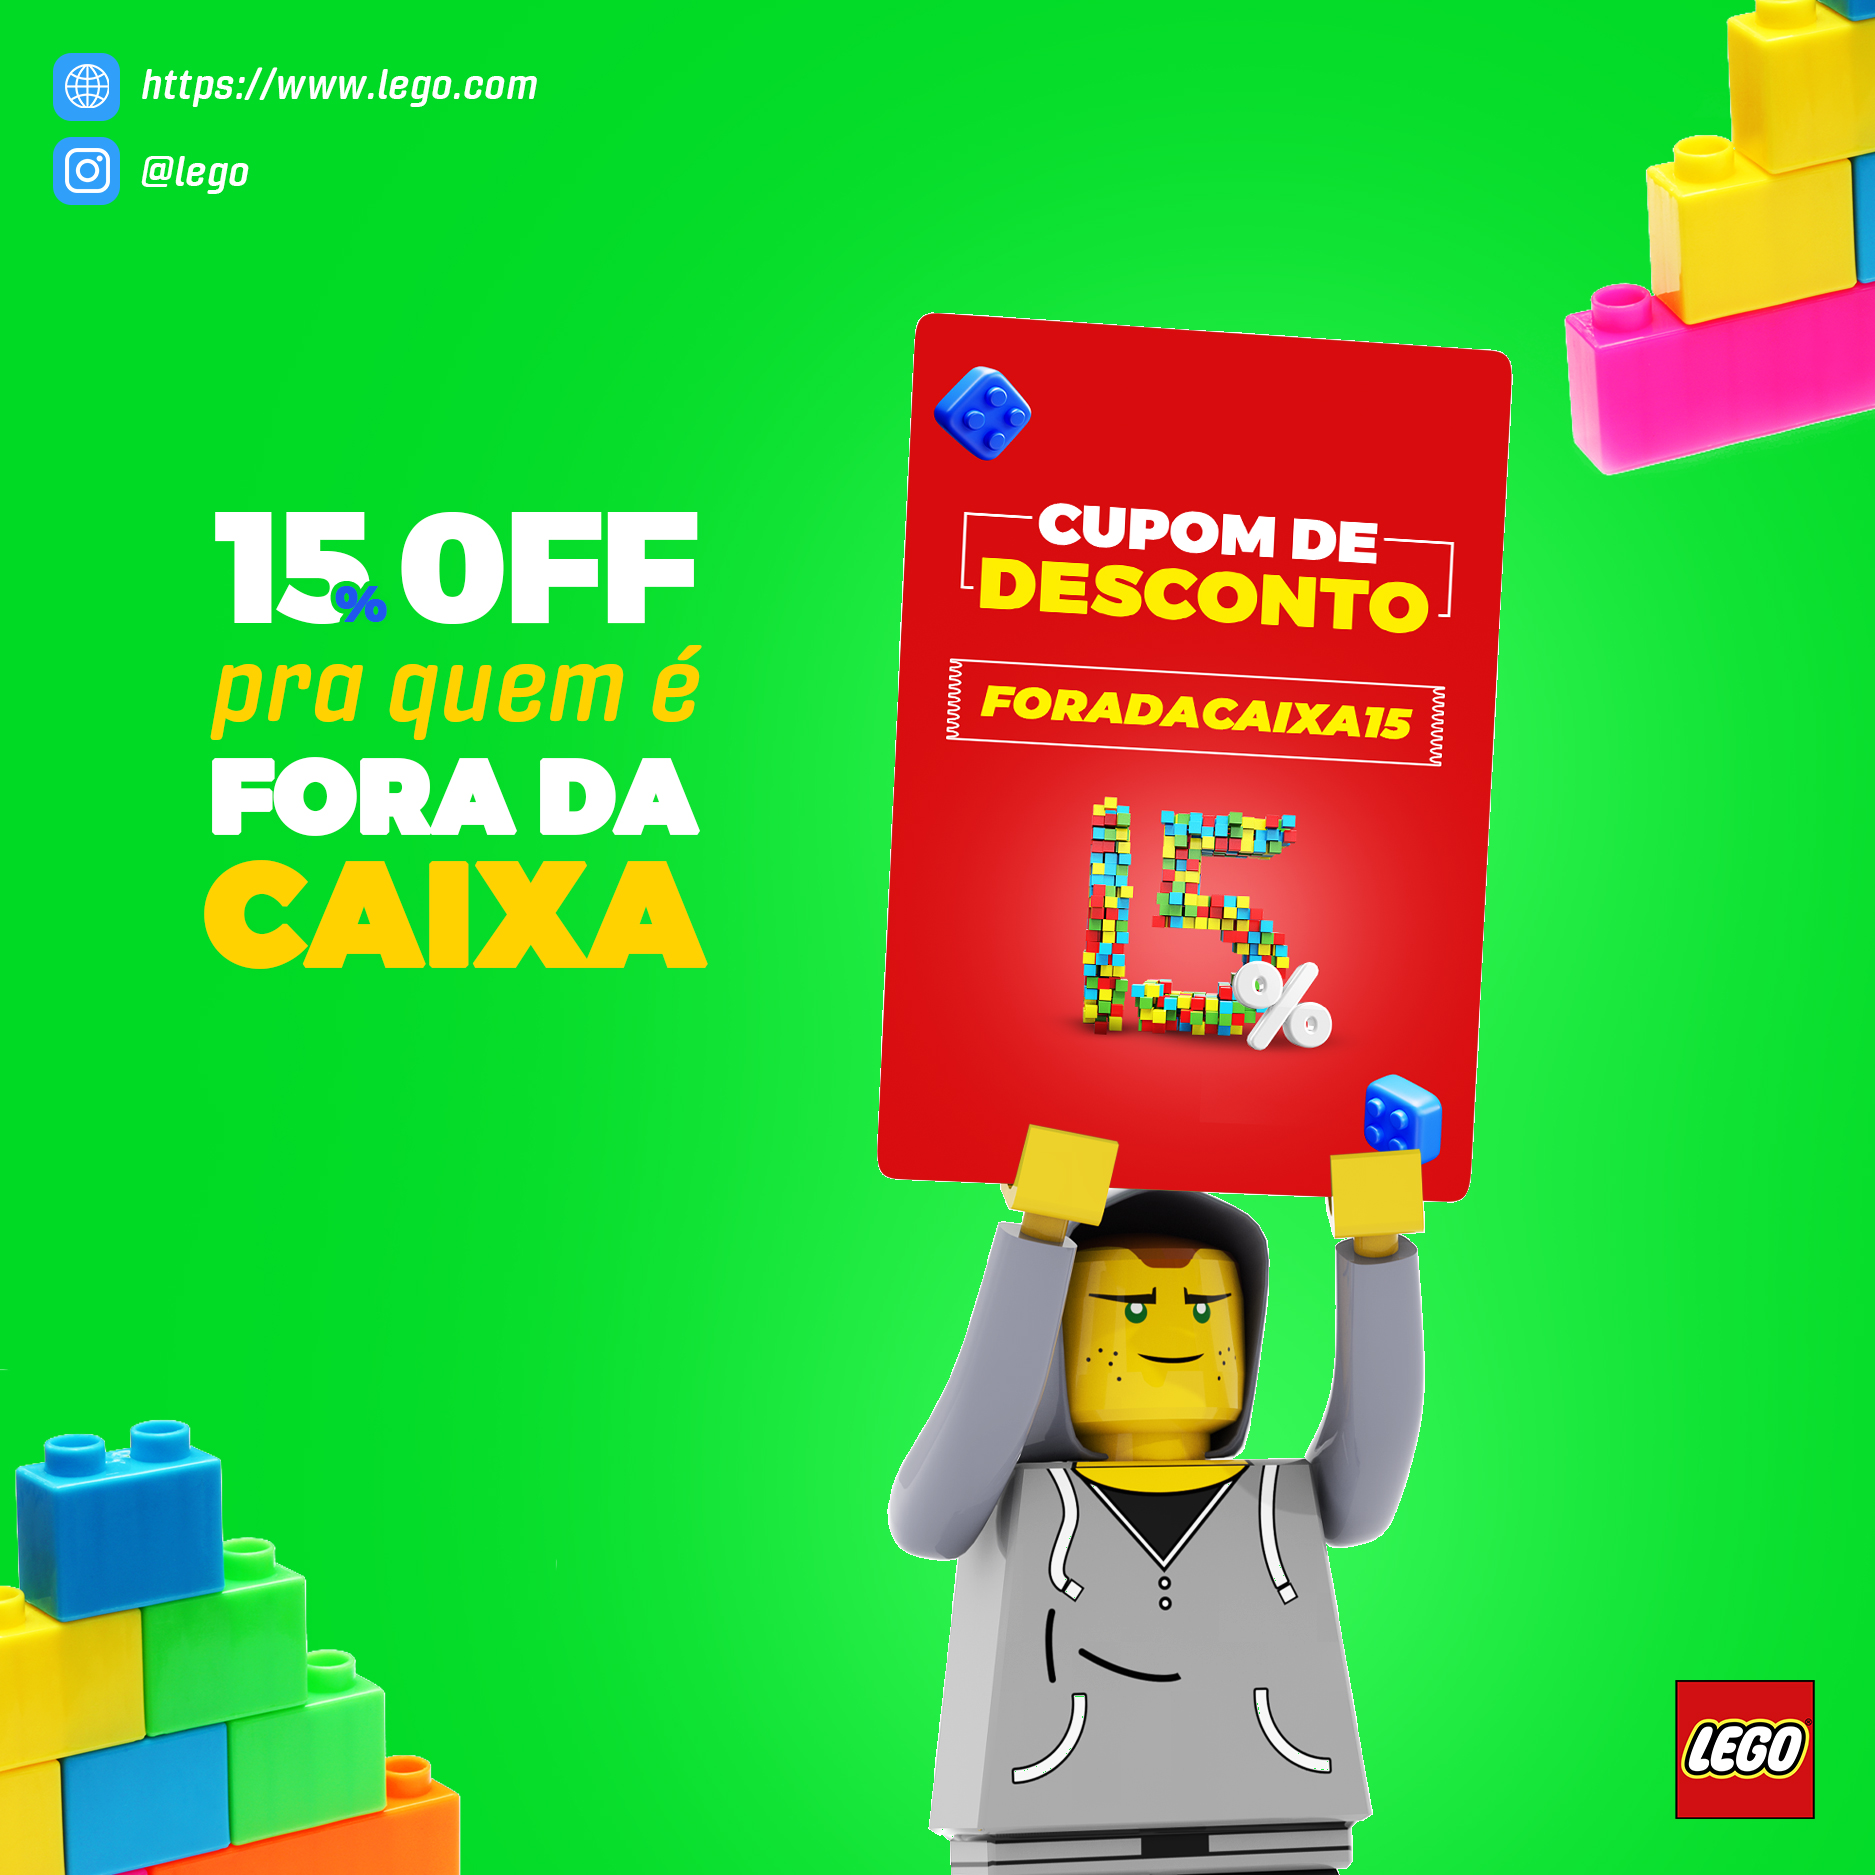 https://www.lego.com
@lego
15% OFF
pra quem é
FORA DA
CAIXA
CUPOM DE
DESCONTO
FORADACAIXA15
15%
LEGO®